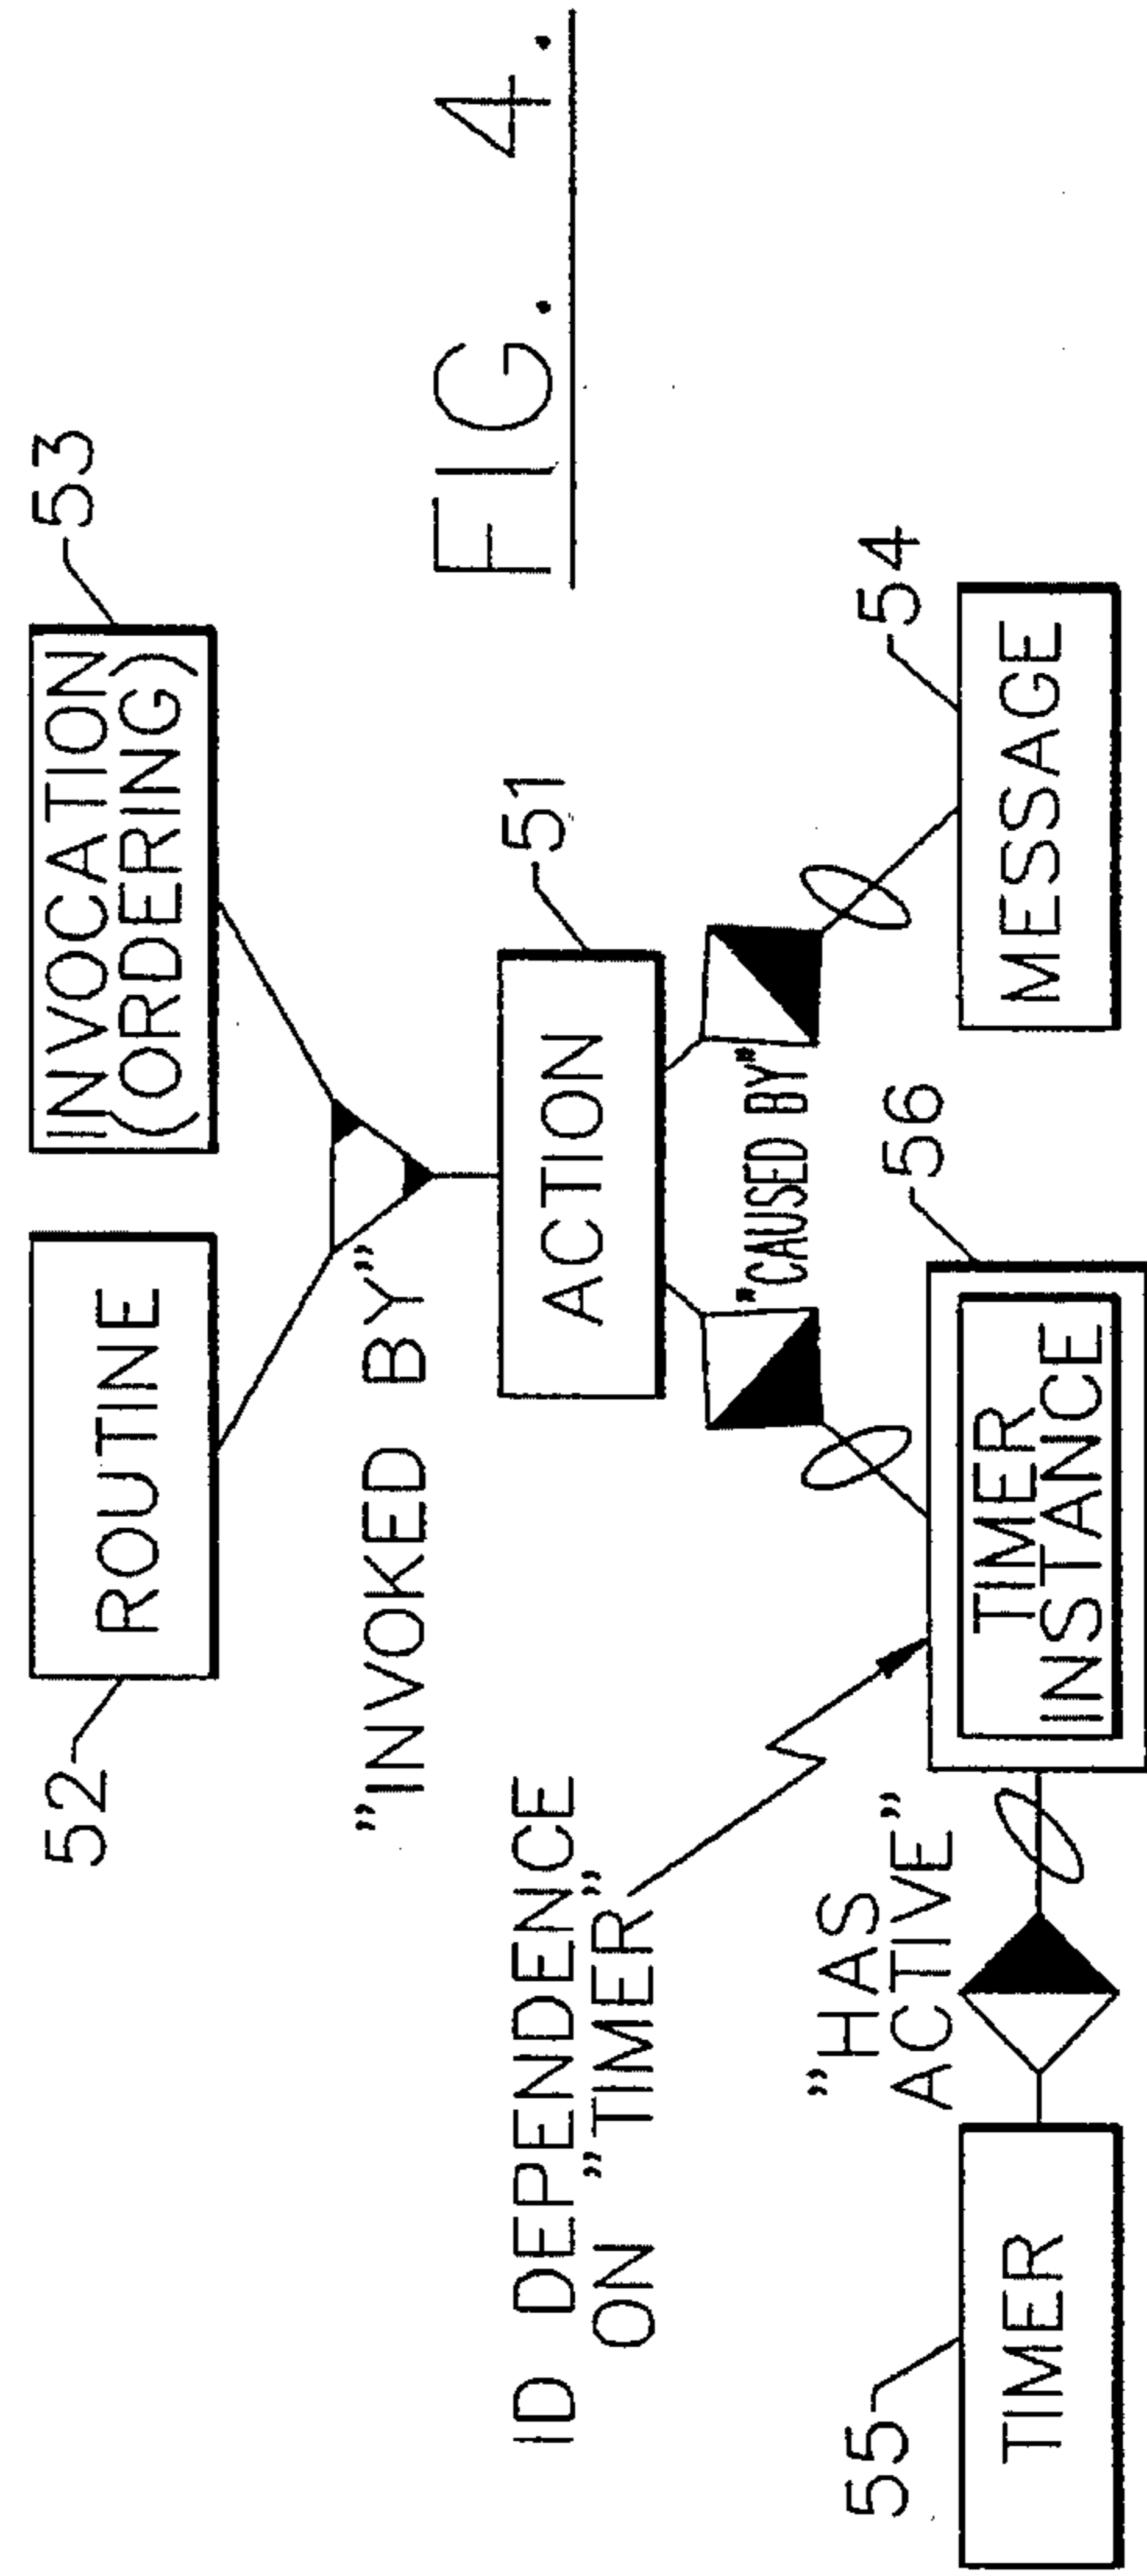 52
ROUTINE
INVOCATION
(ORDERING)
53
"INVOKED BY"
FIG. 4.
ACTION
51
ID DEPENDENCE
ON "TIMER"
"CAUSED BY"
"HAS
ACTIVE"
54
55
TIMER
TIMER
INSTANCE
56
MESSAGE